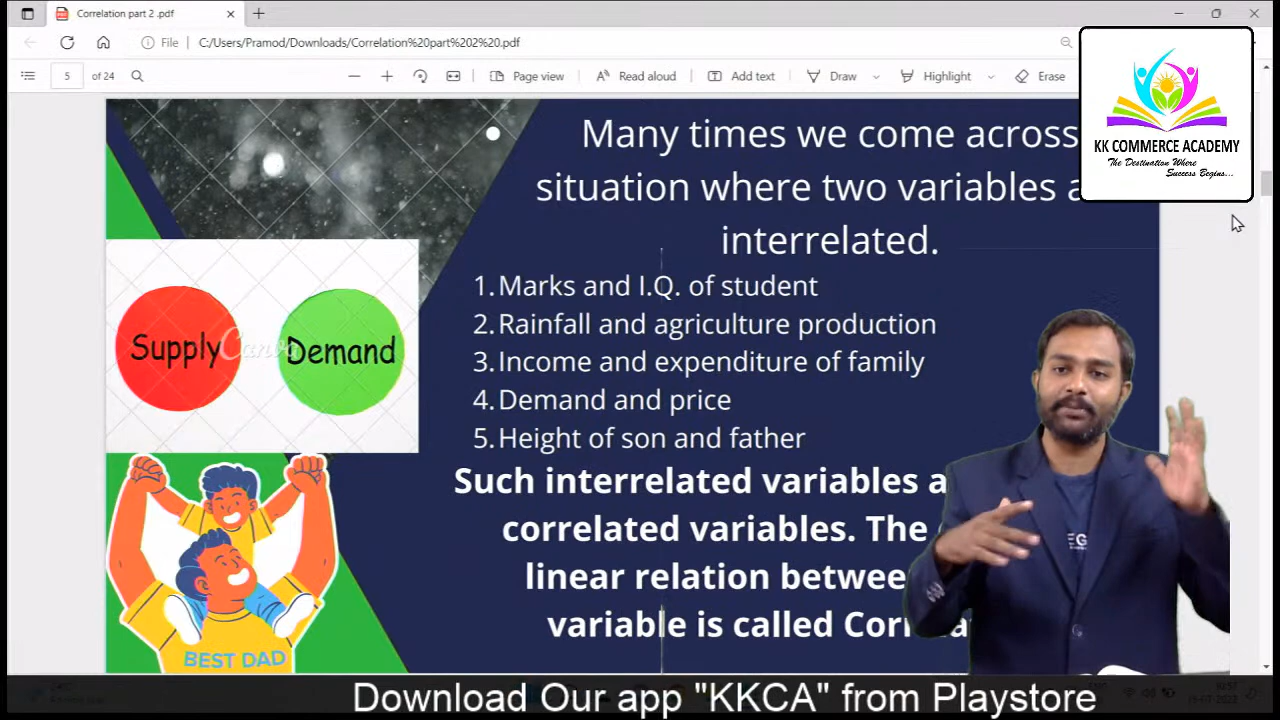 Correlation part 2 .pdf
File
C:/Users/Pramod/Downloads/Correlation%20part%202%20.pdf
5 of 24
Page view
Read aloud
Add text
Draw
Highlight
Erase
KK COMMERCE ACADEMY
The Destination Where
Success Begins...
Many times we come across
situation where two variables
interrelated.
1. Marks and I.Q. of student
2. Rainfall and agriculture production
3. Income and expenditure of family
4. Demand and price
5. Height of son and father
Such interrelated variables
correlated variables. The
linear relation
variable is called
Supply
Canva
Demand
BEST DAD
Download Our app "KKCA" from Playstore